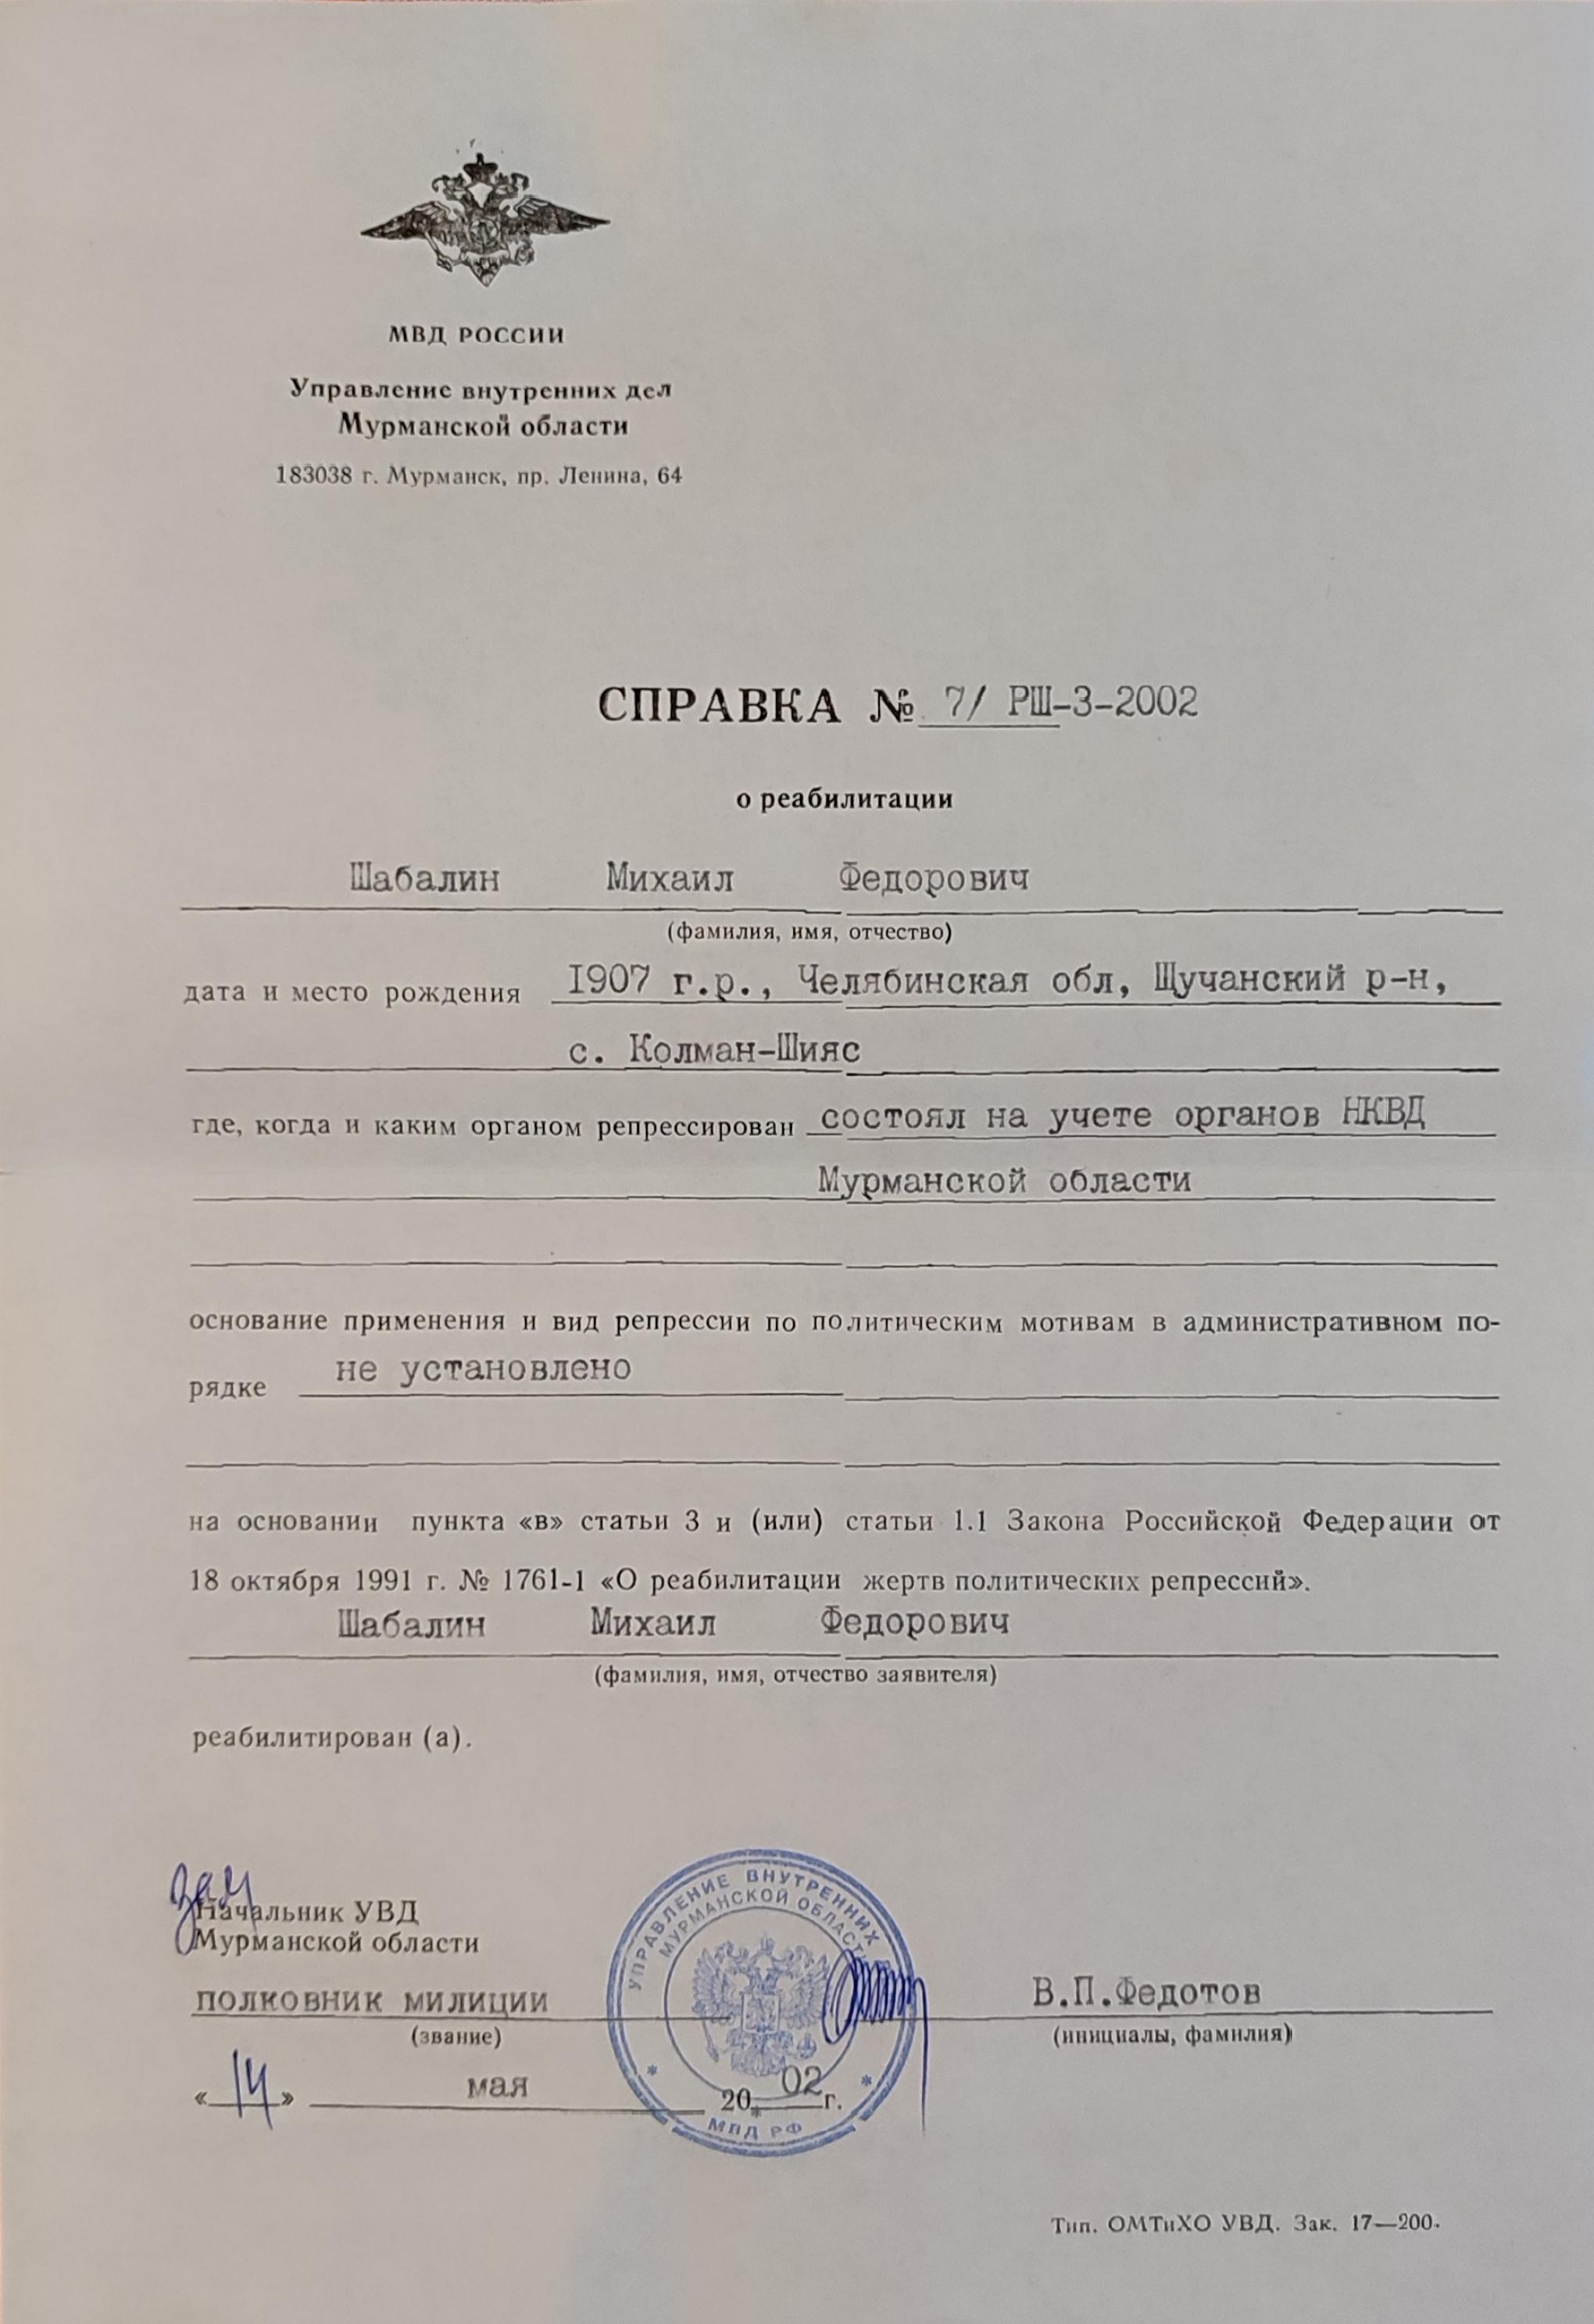 МВД РОССИИ
Управление внутренних дел
Мурманской области
183038 г. Мурманск, пр. Ленина, 64
СПРАВКА № 7/ РШ-3-2002
о реабилитации
Шабалин Михаил Федорович
(фамилия, имя, отчество)
дата и место рождения I907 г.р., Челябинская обл, Щучанский р-н,
с. Колман-Шияс
где, когда и каким органом репрессирован состоял на учете органов НКВД
Мурманской области
основание применения и вид репрессии по политическим мотивам в административном по-
рядке не установлено
на основании пункта «в» статьи 3 и (или) статьи 1.1 Закона Российской Федерации от
18 октября 1991 г. № 1761-1 «О реабилитации жертв политических репрессий».
Шабалин Михаил Федорович
(фамилия, имя, отчество заявителя)
реабилитирован (а).
зам
Начальник УВД
Мурманской области
полковник милиции В.П.Федотов
(звание) (инициалы, фамилия)
«14» мая 2002 г.
УПРАВЛЕНИЕ ВНУТРЕННИХ
МУРМАНСКОЙ ОБЛАСТИ
МВД РФ
Тип. ОМТиХО УВД. Зак. 17—200.